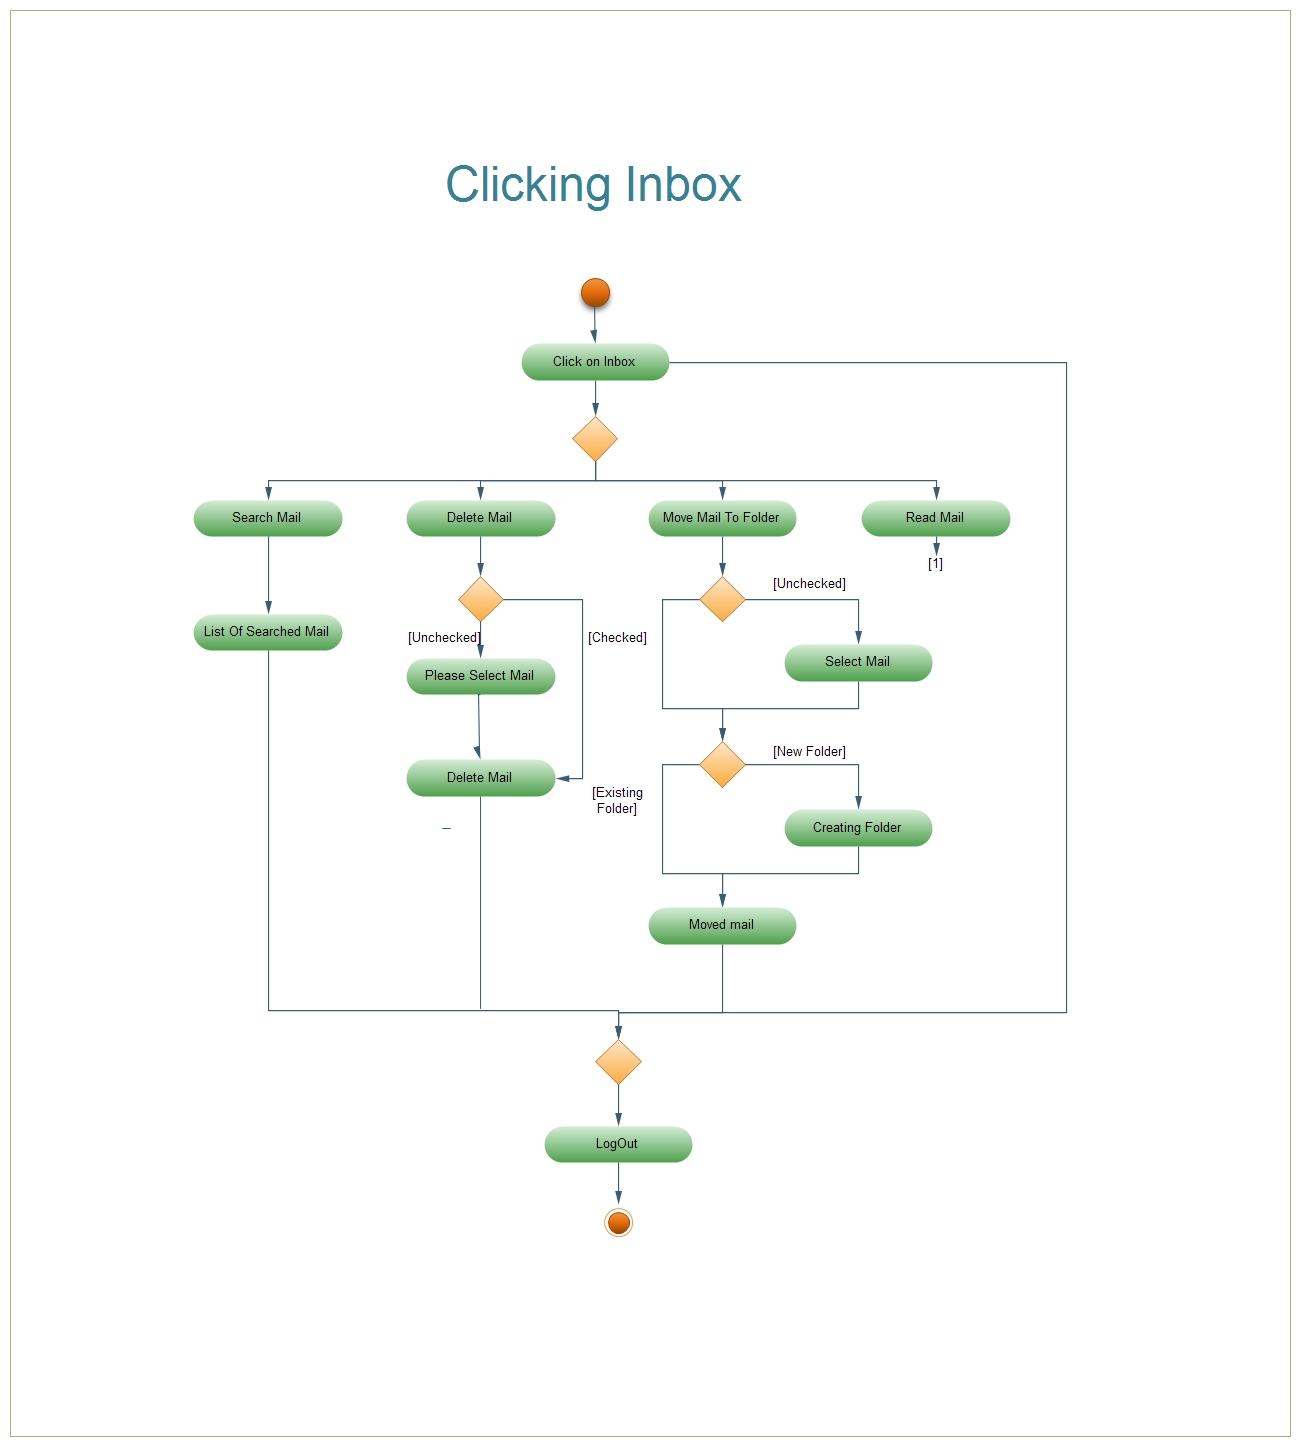 Clicking Inbox
Click on Inbox
Search Mail
Delete Mail
Move Mail To Folder
Read Mail
[1]
[Unchecked]
List Of Searched Mail
[Unchecked]
[Checked]
Select Mail
Please Select Mail
[New Folder]
Delete Mail
[Existing
Folder]
Creating Folder
Moved mail
LogOut